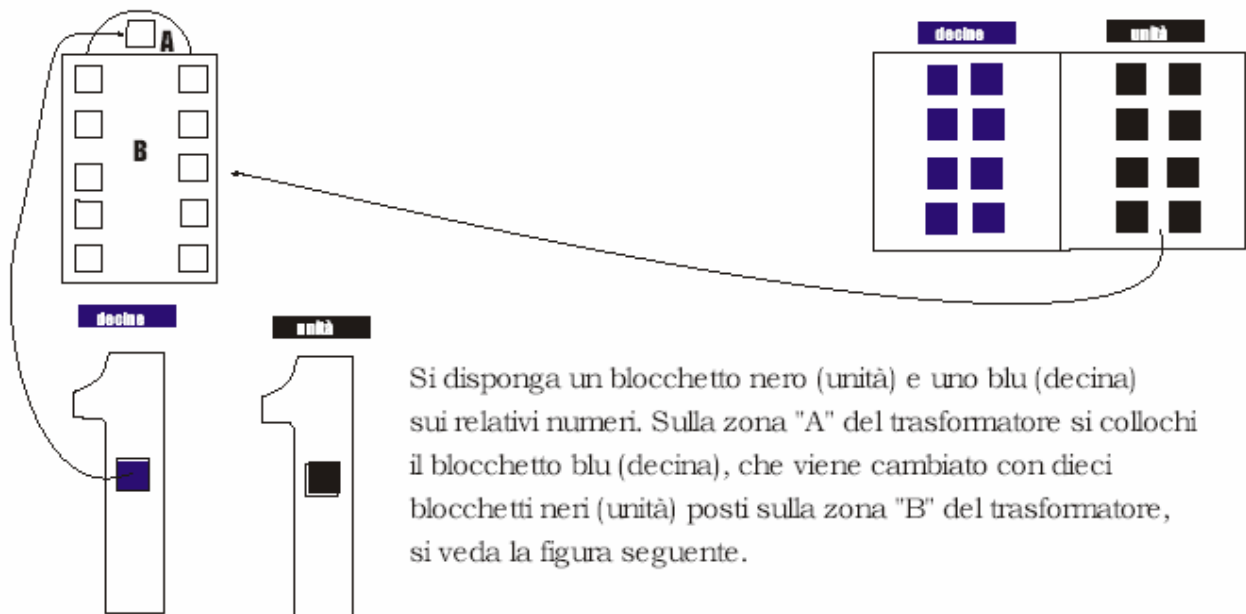 A
decine
unità
B
decine
unità
Si disponga un blocchetto nero (unità) e uno blu (decina)
sui relativi numeri. Sulla zona "A" del trasformatore si collochi
il blocchetto blu (decina), che viene cambiato con dieci
blocchetti neri (unità) posti sulla zona "B" del trasformatore,
si veda la figura seguente.